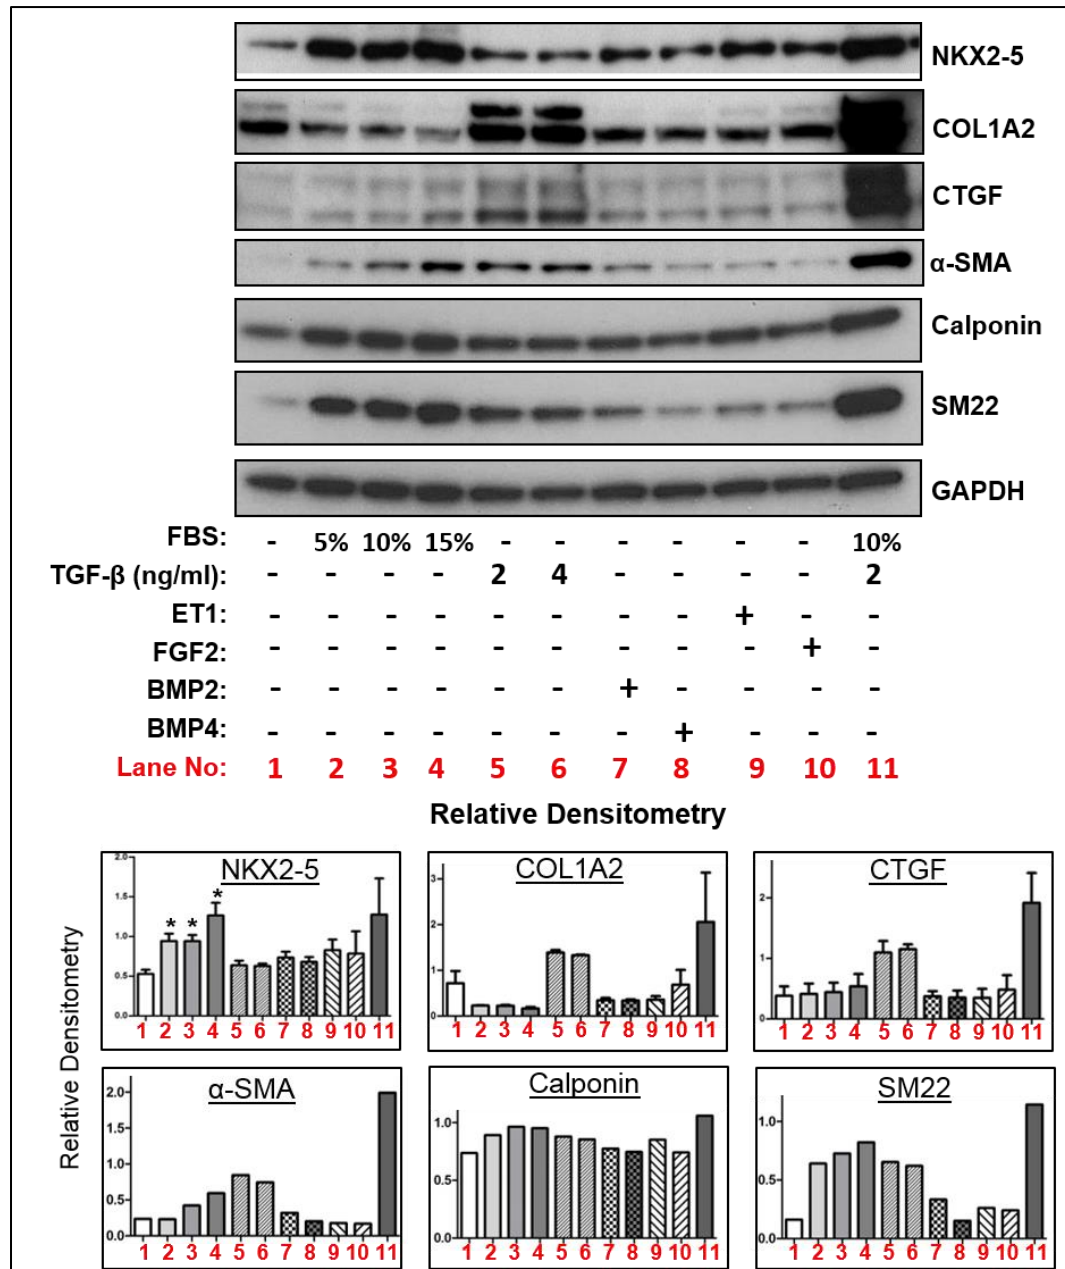 NKX2-5
COL1A2
CTGF
α-SMA
Calponin
SM22
GAPDH
FBS: - 5% 10% 15% - - - - - - 10%
TGF-β (ng/ml): - - - - 2 4 - - - - 2
ET1: - - - - - - - - + - -
FGF2: - - - - - - - - - + -
BMP2: - - - - - - + - - - -
BMP4: - - - - - - - + - - -
Lane No: 1 2 3 4 5 6 7 8 9 10 11
Relative Densitometry
Relative Densitometry
NKX2-5
2.0
1.5
1.0
0.5
0.0
* * *
1 2 3 4 5 6 7 8 9 10 11
COL1A2
3
2
1
0
1 2 3 4 5 6 7 8 9 10 11
CTGF
2
1
0
1 2 3 4 5 6 7 8 9 10 11
α-SMA
2.0
1.5
1.0
0.5
0.0
1 2 3 4 5 6 7 8 9 10 11
Calponin
1.0
0.5
0.0
1 2 3 4 5 6 7 8 9 10 11
SM22
1.0
0.5
0.0
1 2 3 4 5 6 7 8 9 10 11